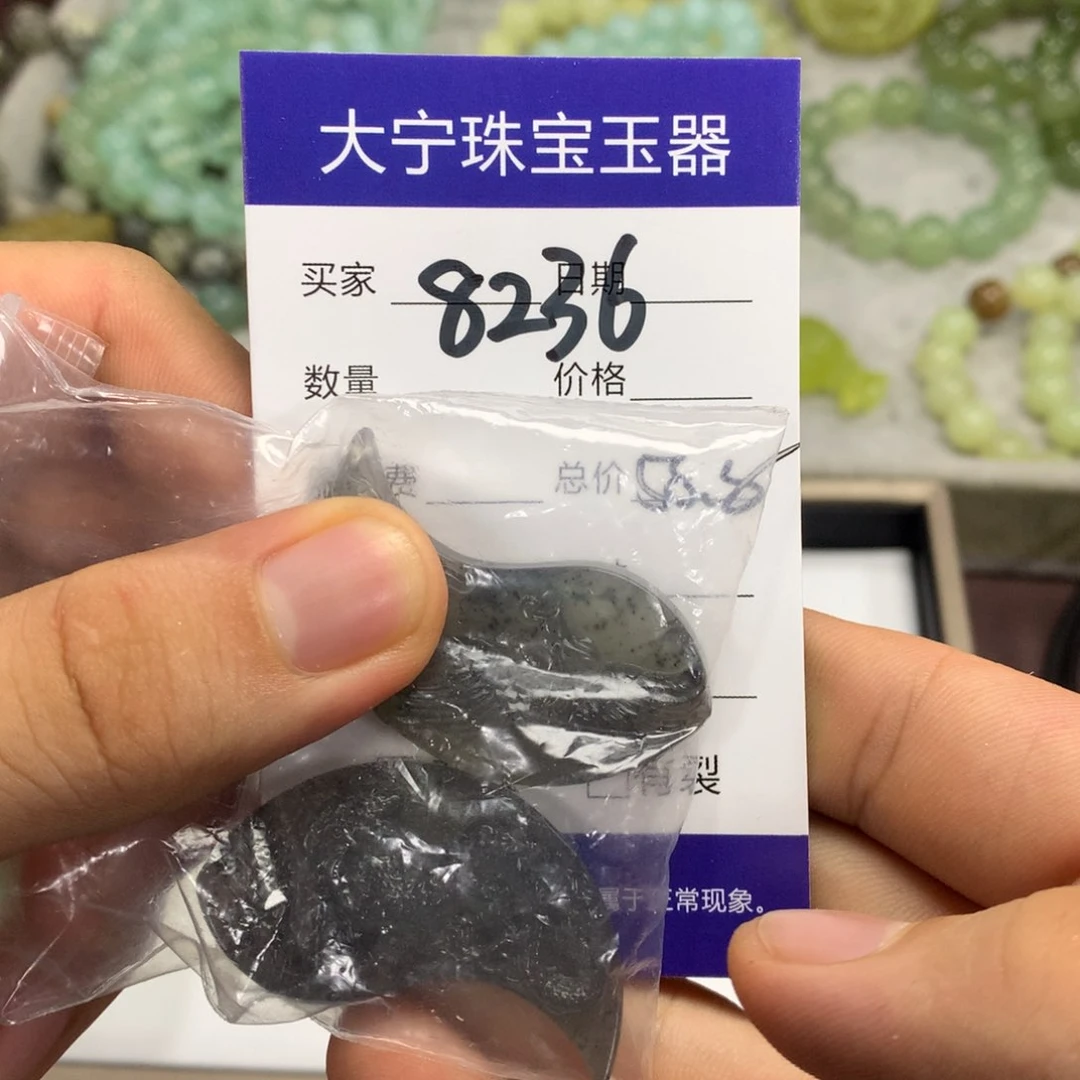 大宁珠宝玉器
买家 8236 日期
数量 价格
费 总价
裂
属于正常现象。